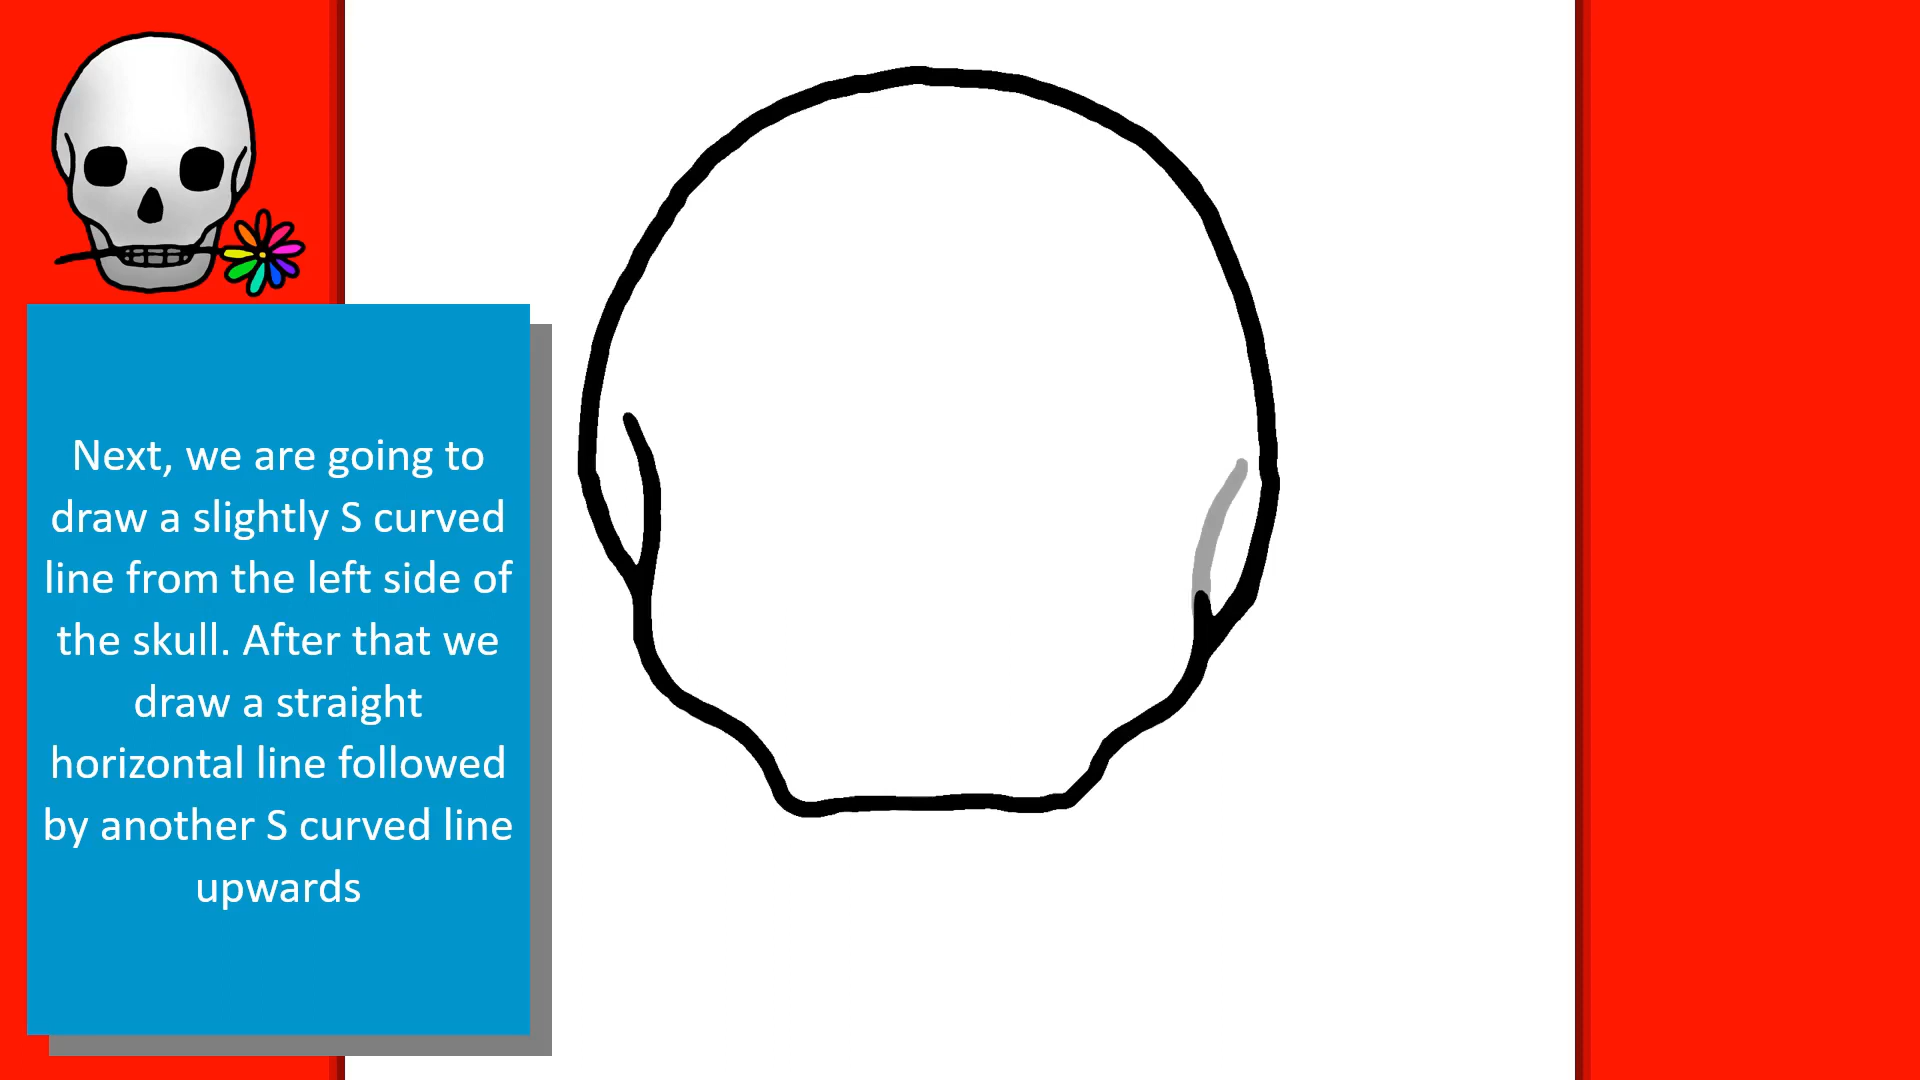 Next, we are going to
draw a slightly S curved
line from the left side of
the skull. After that we
draw a straight
horizontal line followed
by another S curved line
upwards